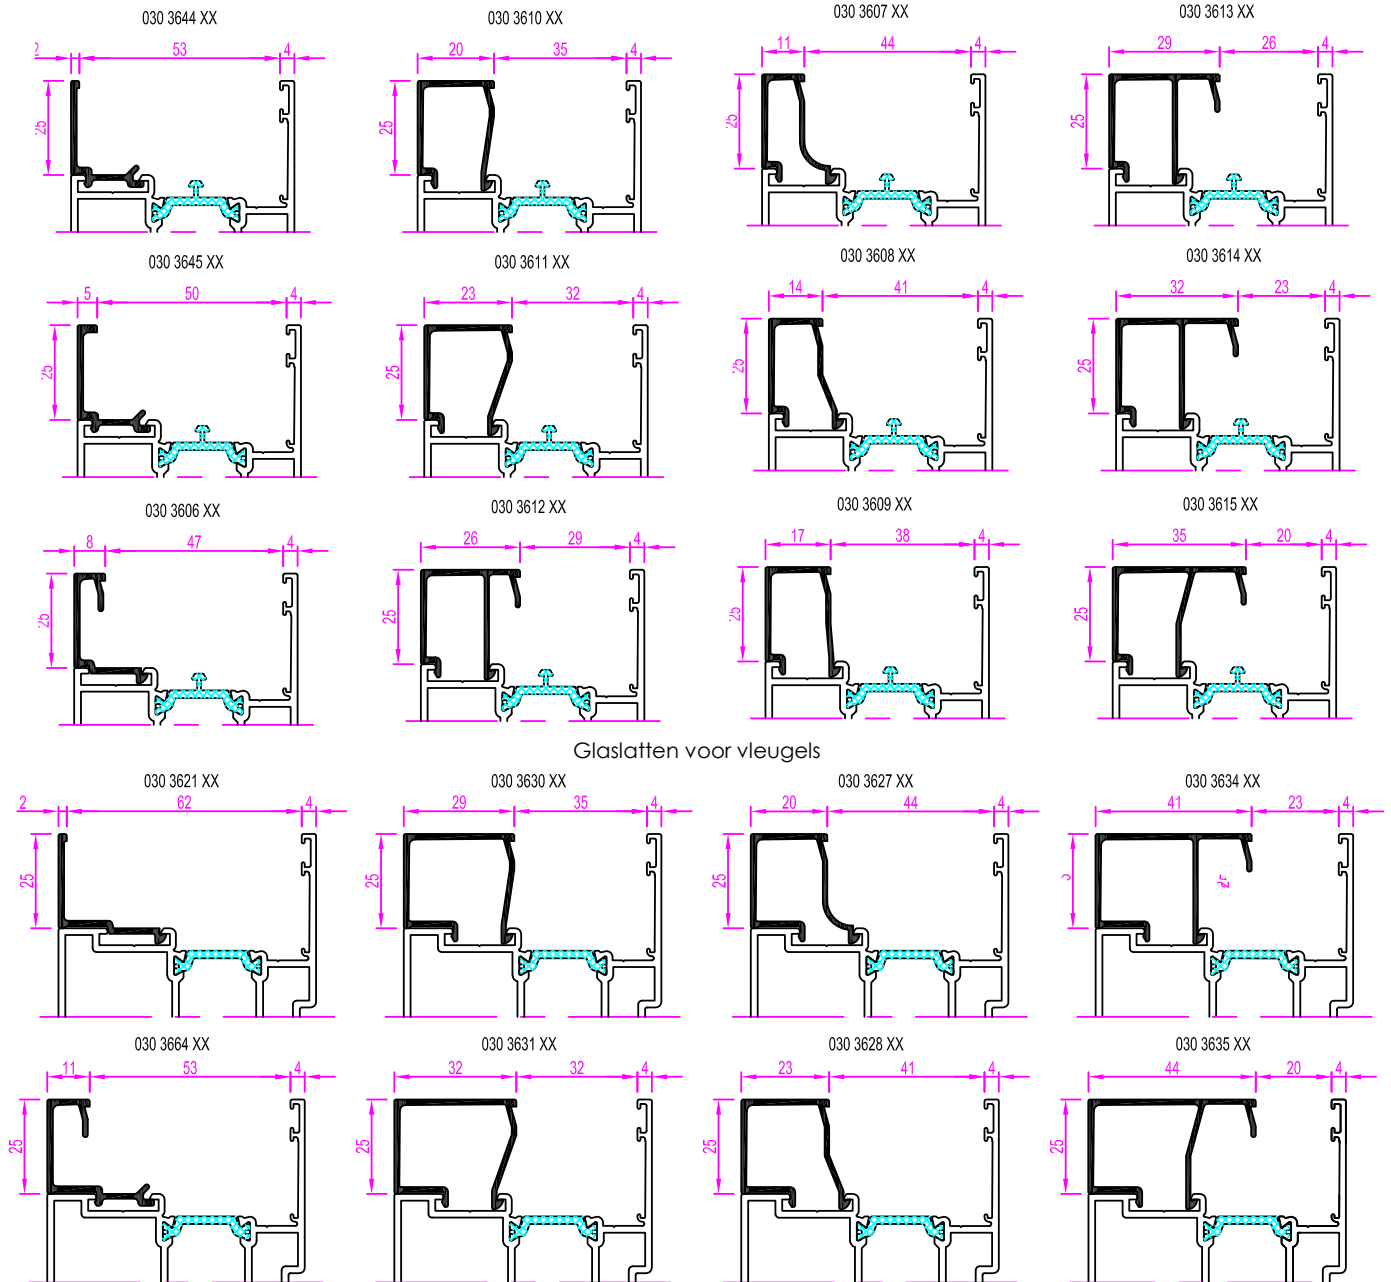 030 3644 XX
030 3610 XX
030 3607 XX
030 3613 XX
2 53 4
20 35 4
11 44 4
29 26 4
25
25
25
25
030 3645 XX
030 3611 XX
030 3608 XX
030 3614 XX
5 50 4
23 32 4
14 41 4
32 23 4
25
25
25
25
030 3606 XX
030 3612 XX
030 3609 XX
030 3615 XX
8 47 4
26 29 4
17 38 4
35 20 4
25
25
25
25
Glaslatten voor vleugels
030 3621 XX
030 3630 XX
030 3627 XX
030 3634 XX
2 62 4
29 35 4
20 44 4
41 23 4
25
25
25
030 3664 XX
030 3631 XX
030 3628 XX
030 3635 XX
11 53 4
32 32 4
23 41 4
44 20 4
25
25
25
25